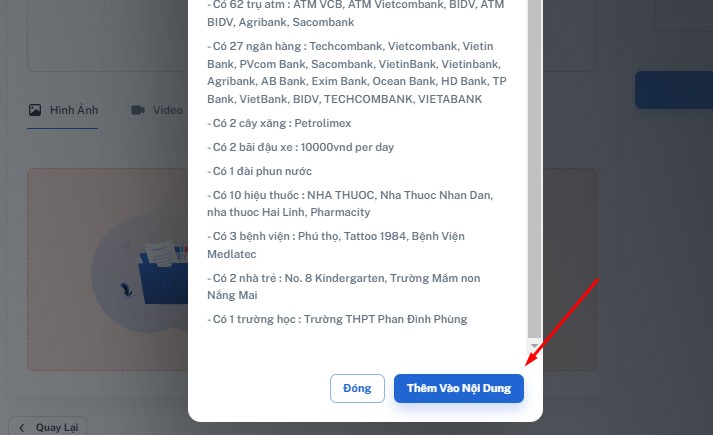 - Có 62 trụ atm : ATM VCB, ATM Vietcombank, BIDV, ATM
BIDV, Agribank, Sacombank
- Có 27 ngân hàng : Techcombank, Vietcombank, Vietin
Bank, PVcom Bank, Sacombank, VietinBank, Vietinbank,
Agribank, AB Bank, Exim Bank, Ocean Bank, HD Bank, TP
Bank, VietBank, BIDV, TECHCOMBANK, VIETABANK
- Có 2 cây xăng : Petrolimex
- Có 2 bãi đậu xe : 10000vnd per day
- Có 1 đài phun nước
- Có 10 hiệu thuốc : NHA THUOC, Nha Thuoc Nhan Dan,
nha thuoc Hai Linh, Pharmacity
- Có 3 bệnh viện : Phú thọ, Tattoo 1984, Bệnh Viện
Medlatec
- Có 2 nhà trẻ : No. 8 Kindergarten, Trường Mầm non
Nắng Mai
- Có 1 trường học : Trường THPT Phan Đình Phùng
Hình Ảnh
Video
Đóng
Thêm Vào Nội Dung
Quay Lại